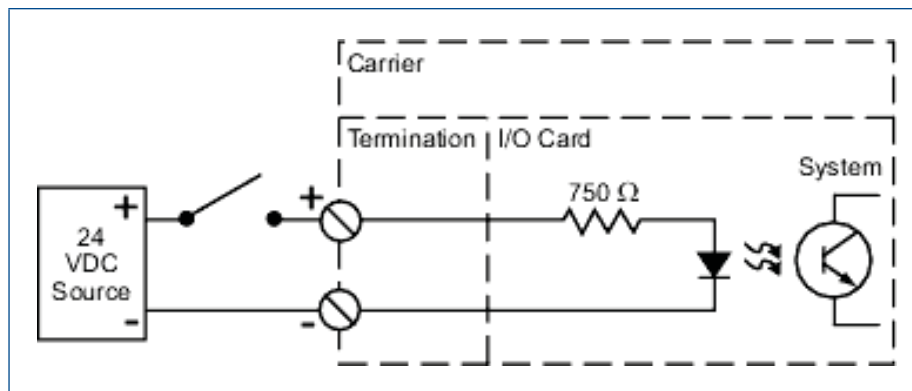 Carrier
Termination
I/O Card
System
750 Ω
+
+
24
VDC
Source
-
-